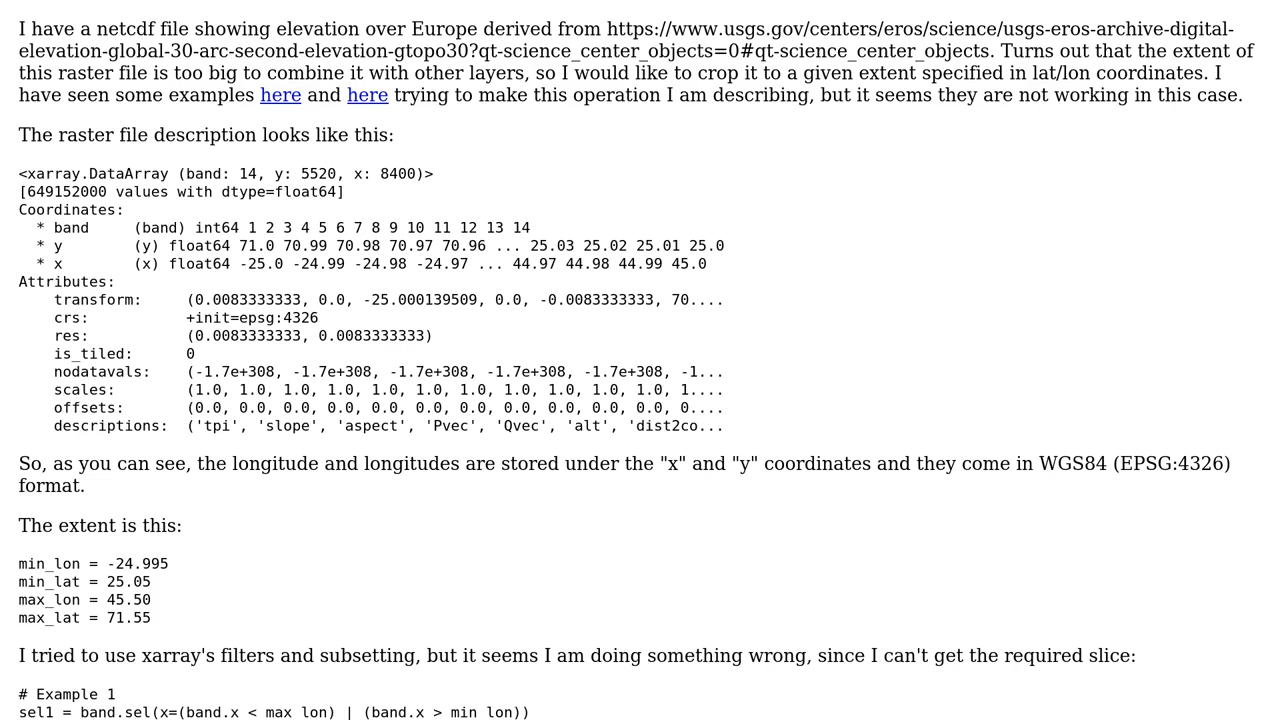 I have a netcdf file showing elevation over Europe derived from https://www.usgs.gov/centers/eros/science/usgs-eros-archive-digital-
elevation-global-30-arc-second-elevation-gtopo30?qt-science_center_objects=0#qt-science_center_objects. Turns out that the extent of
this raster file is too big to combine it with other layers, so I would like to crop it to a given extent specified in lat/lon coordinates. I
have seen some examples here and here trying to make this operation I am describing, but it seems they are not working in this case.
The raster file description looks like this:
<xarray.DataArray (band: 14, y: 5520, x: 8400)>
[649152000 values with dtype=float64]
Coordinates:
  * band     (band) int64 1 2 3 4 5 6 7 8 9 10 11 12 13 14
  * y        (y) float64 71.0 70.99 70.98 70.97 70.96 ... 25.03 25.02 25.01 25.0
  * x        (x) float64 -25.0 -24.99 -24.98 -24.97 ... 44.97 44.98 44.99 45.0
Attributes:
    transform:     (0.0083333333, 0.0, -25.000139509, 0.0, -0.0083333333, 70....
    crs:           +init=epsg:4326
    res:           (0.0083333333, 0.0083333333)
    is_tiled:      0
    nodatavals:    (-1.7e+308, -1.7e+308, -1.7e+308, -1.7e+308, -1.7e+308, -1...
    scales:        (1.0, 1.0, 1.0, 1.0, 1.0, 1.0, 1.0, 1.0, 1.0, 1.0, 1.0, 1....
    offsets:       (0.0, 0.0, 0.0, 0.0, 0.0, 0.0, 0.0, 0.0, 0.0, 0.0, 0.0, 0....
    descriptions:  ('tpi', 'slope', 'aspect', 'Pvec', 'Qvec', 'alt', 'dist2co...
So, as you can see, the longitude and longitudes are stored under the "x" and "y" coordinates and they come in WGS84 (EPSG:4326)
format.
The extent is this:
min_lon = -24.995
min_lat = 25.05
max_lon = 45.50
max_lat = 71.55
I tried to use xarray's filters and subsetting, but it seems I am doing something wrong, since I can't get the required slice:
# Example 1
sel1 = band.sel(x=(band.x < max_lon) | (band.x > min_lon))